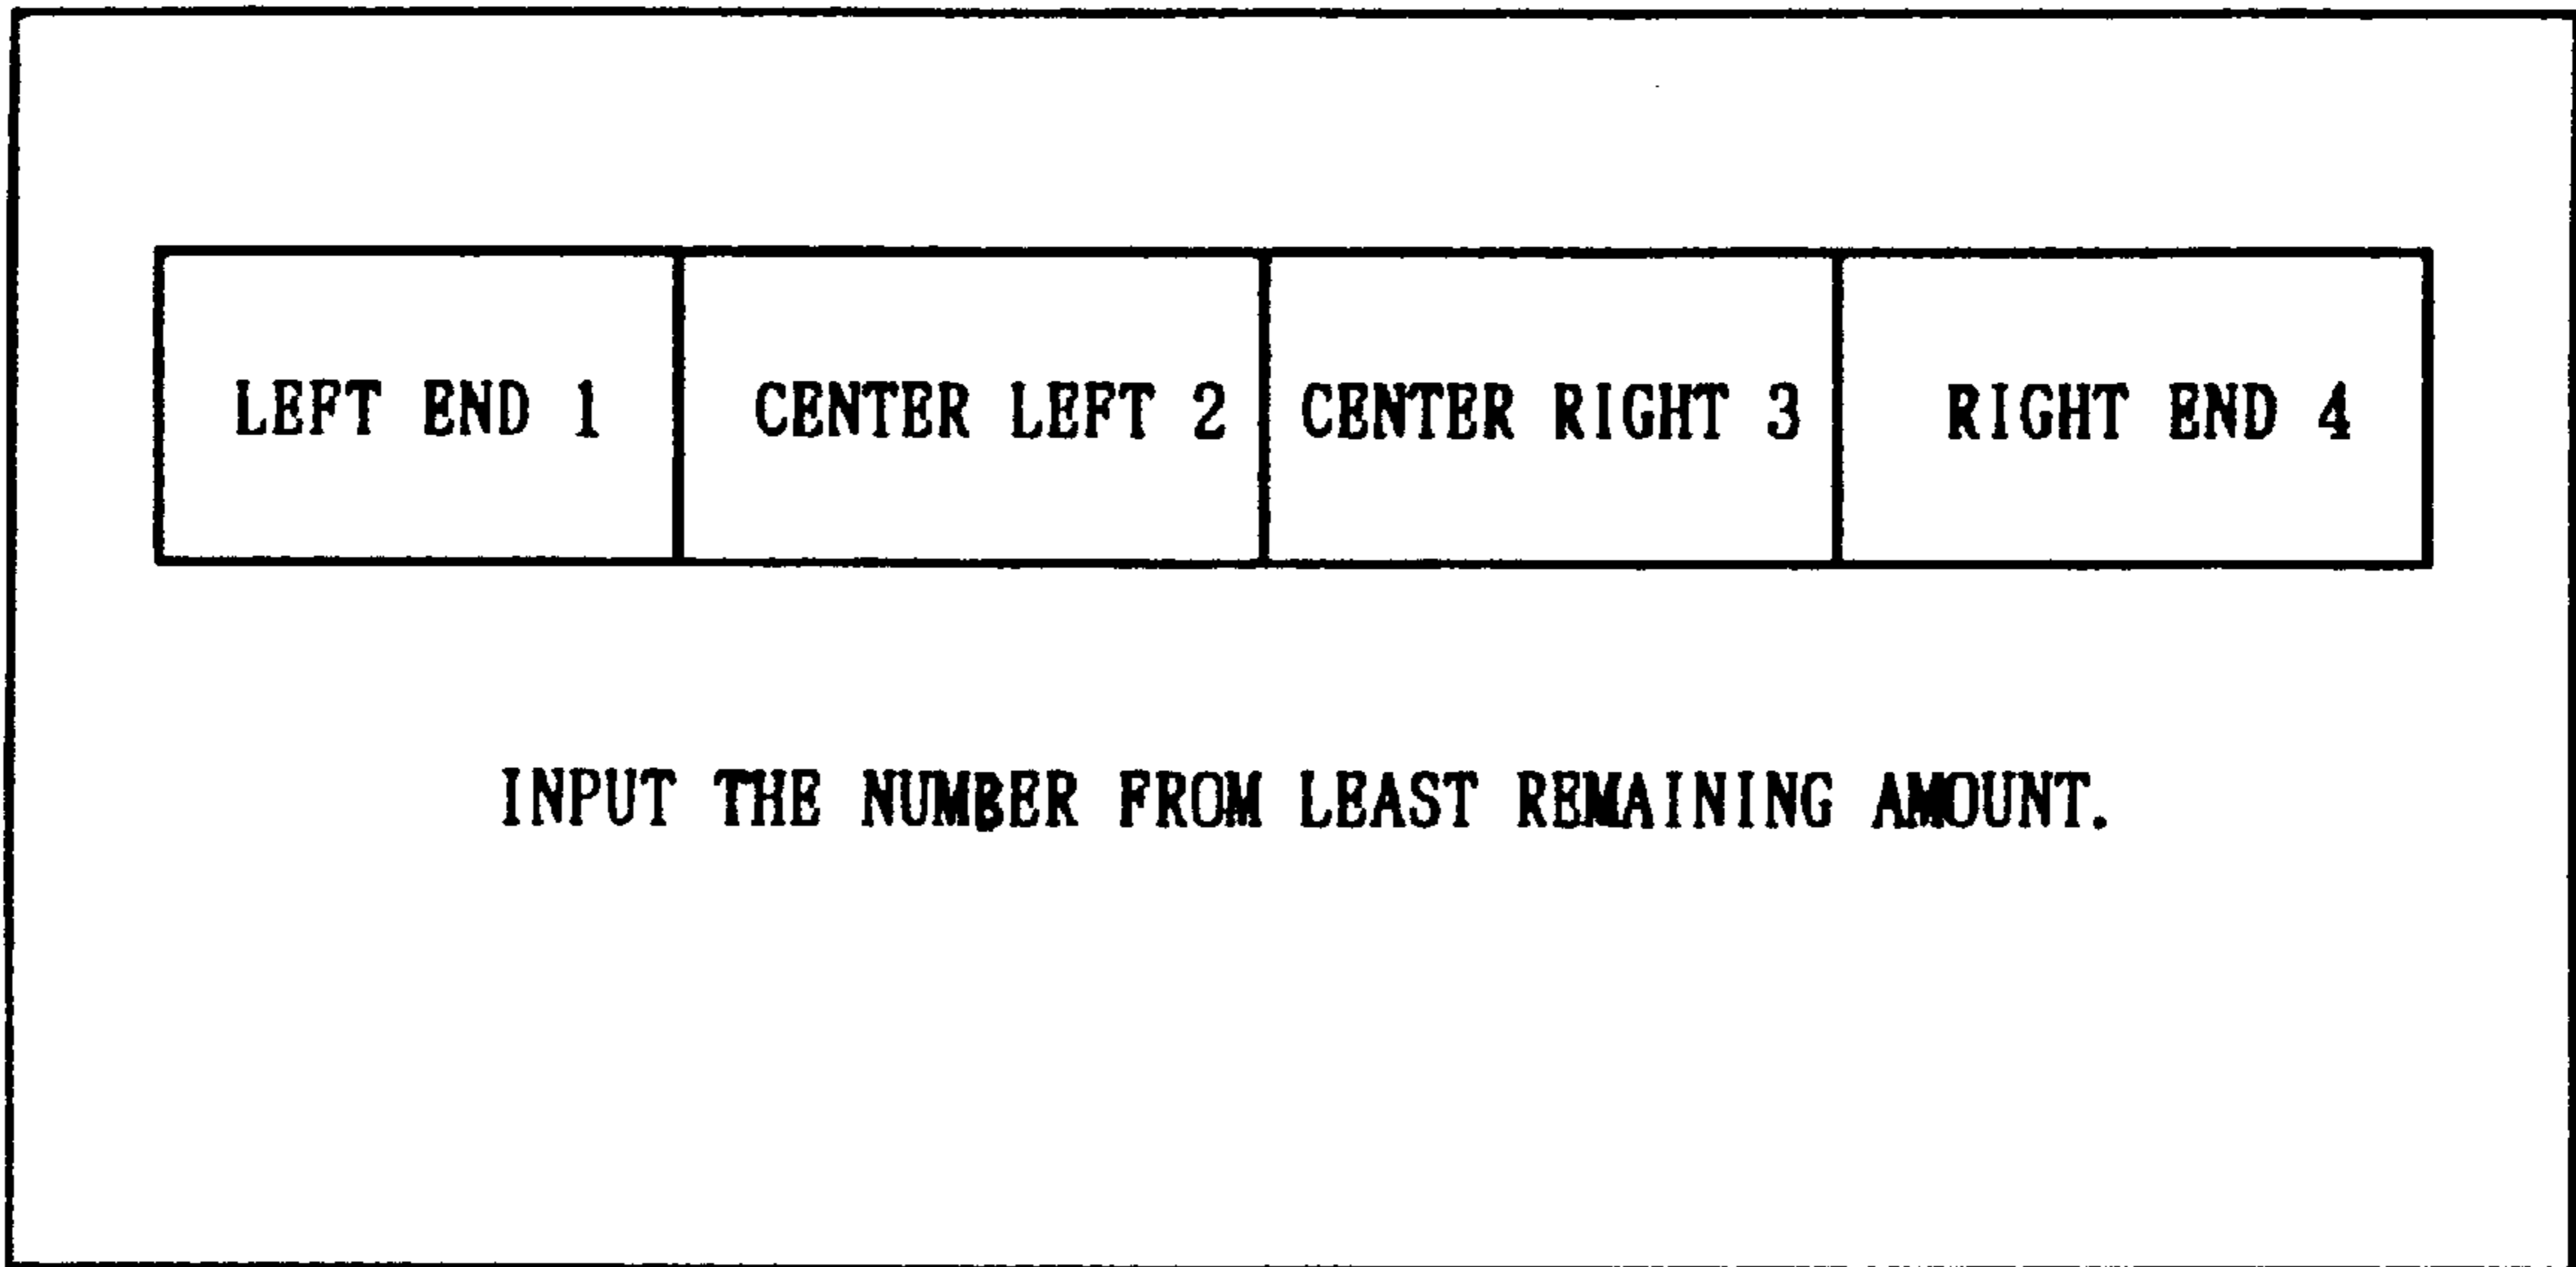 LEFT END 1 CENTER LEFT 2 CENTER RIGHT 3 RIGHT END 4
INPUT THE NUMBER FROM LEAST REMAINING AMOUNT.